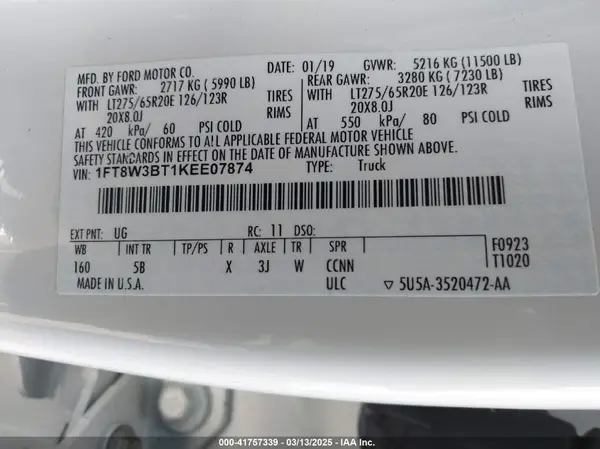 MFD. BY FORD MOTOR CO.
DATE: 01/19 GVWR: 5216 KG (11500 LB)
FRONT GAWR: 2717 KG ( 5990 LB) REAR GAWR: 3280 KG ( 7230 LB)
WITH LT275/65R20E 126/123R TIRES WITH LT275/65R20E 126/123R TIRES
20X8.0J RIMS 20X8.0J RIMS
AT 420 kPa/ 60 PSI COLD AT 550 kPa/ 80 PSI COLD
THIS VEHICLE CONFORMS TO ALL APPLICABLE FEDERAL MOTOR VEHICLE
SAFETY STANDARDS IN EFFECT ON THE DATE OF MANUFACTURE SHOWN ABOVE.
VIN: 1FT8W3BT1KEE07874 TYPE: Truck
EXT PNT: UG RC: 11 DSO:
WB INT TR TP/PS R AXLE TR SPR F0923
160 5B X 3J W CCNN T1020
MADE IN U.S.A. ULC ▽ 5U5A-3520472-AA
000-41757339 | 03/13/2025 | IAA Inc.